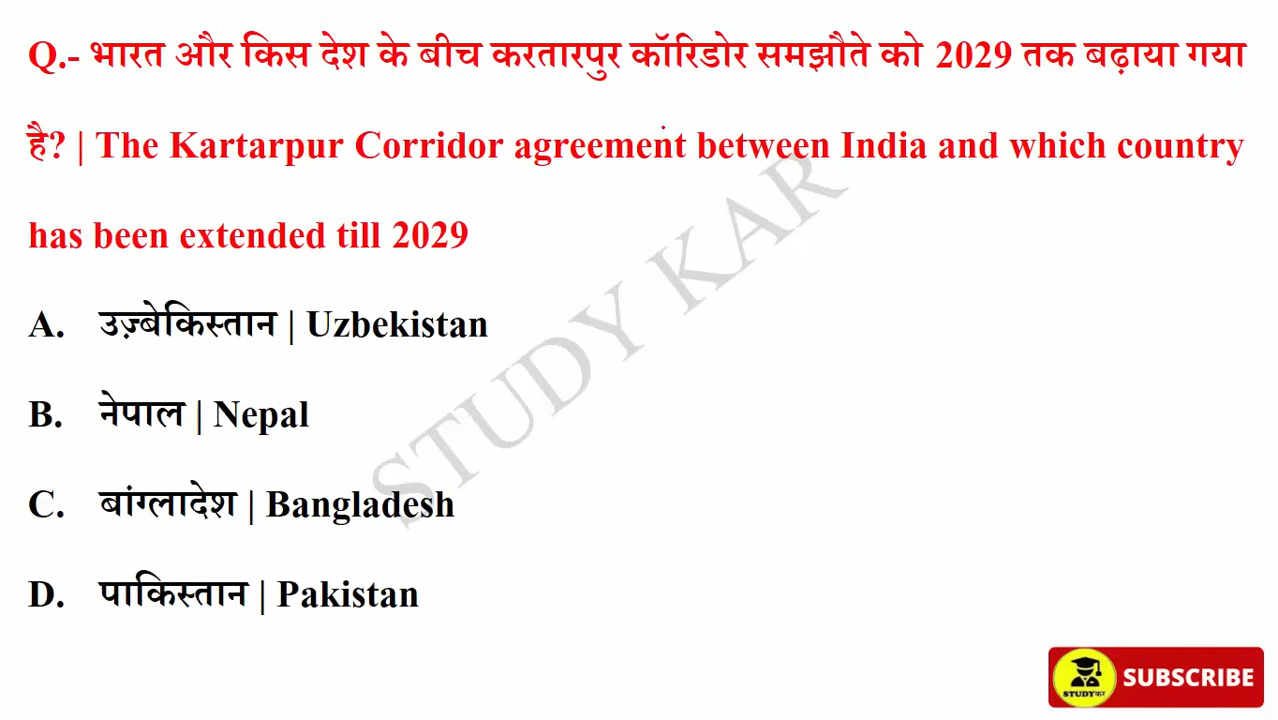 Q.- भारत और किस देश के बीच करतारपुर कॉरिडोर समझौते को 2029 तक बढ़ाया गया
है? | The Kartarpur Corridor agreement between India and which country
has been extended till 2029
A. उज़्बेकिस्तान | Uzbekistan
B. नेपाल | Nepal
C. बांग्लादेश | Bangladesh
D. पाकिस्तान | Pakistan
STUDY KAR
STUDYकर
SUBSCRIBE